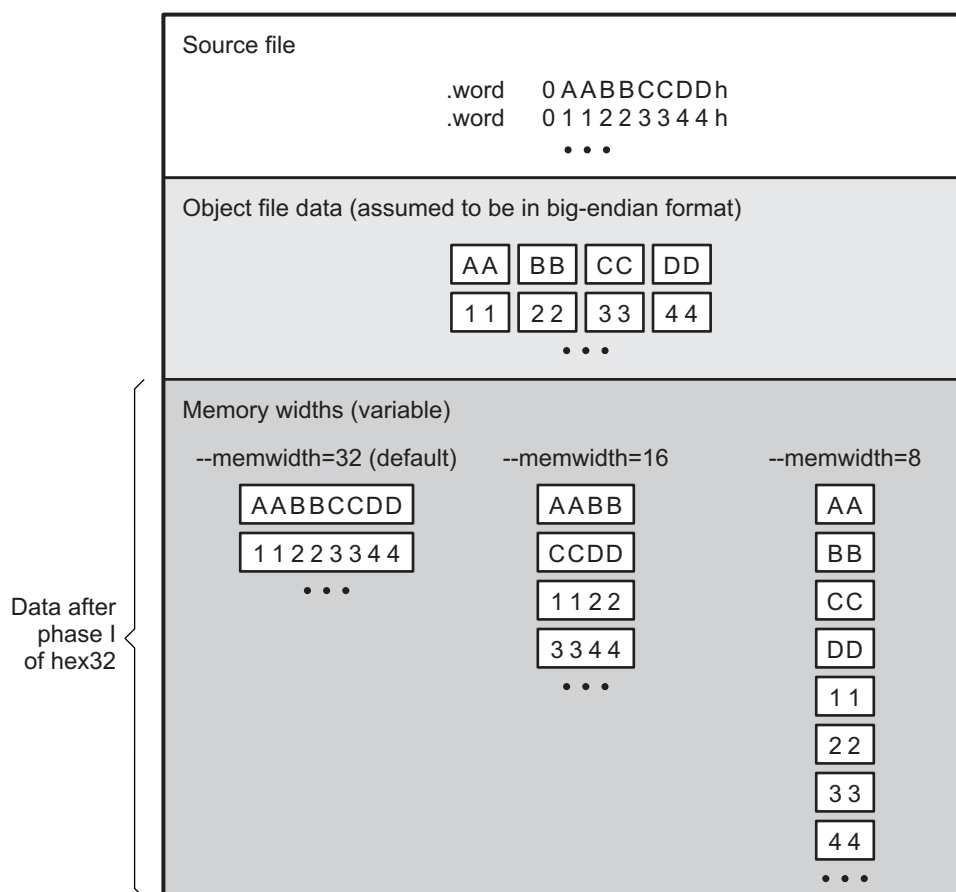 Source file
.word 0AABBCCDDh
.word 011223344h
• • •
Object file data (assumed to be in big-endian format)
AA BB CC DD
11 22 33 44
• • •
Memory widths (variable)
--memwidth=32 (default)
AABBCCDD
11223344
• • •
--memwidth=16
AABB
CCDD
1122
3344
• • •
--memwidth=8
AA
BB
CC
DD
11
22
33
44
• • •
Data after
phase I
of hex32